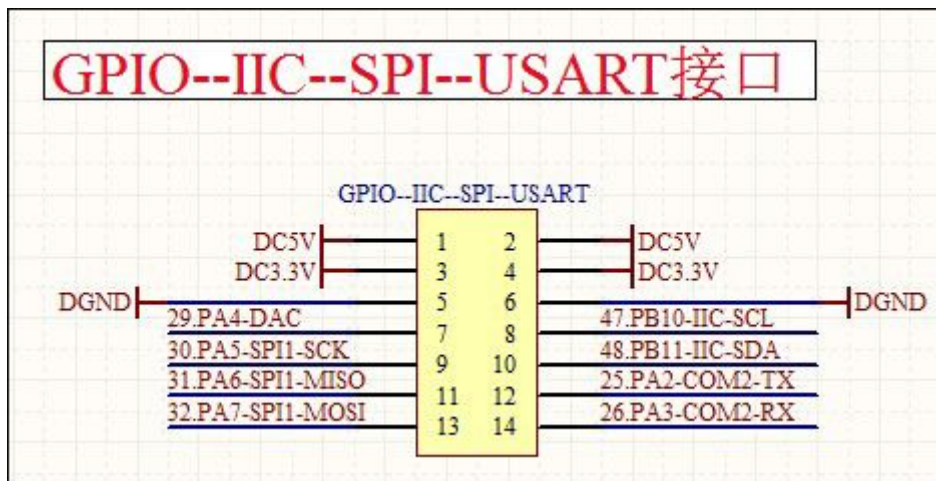 GPIO--IIC--SPI--USART接口
GPIO--IIC--SPI--USART
DC5V 1 2 DC5V
DC3.3V 3 4 DC3.3V
DGND 5 6 DGND
29.PA4-DAC 7 8 47.PB10-IIC-SCL
30.PA5-SPI1-SCK 9 10 48.PB11-IIC-SDA
31.PA6-SPI1-MISO 11 12 25.PA2-COM2-TX
32.PA7-SPI1-MOSI 13 14 26.PA3-COM2-RX